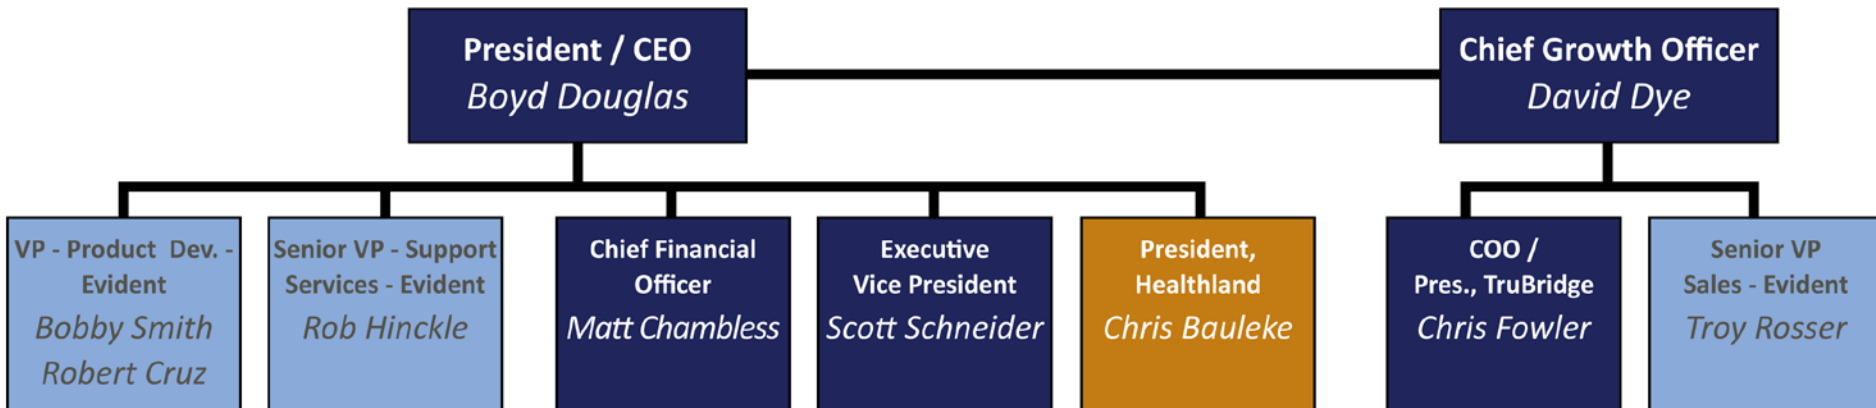 President / CEO
Boyd Douglas
Chief Growth Officer
David Dye
VP - Product Dev. -
Evident
Bobby Smith
Robert Cruz
Senior VP - Support
Services - Evident
Rob Hinckle
Chief Financial
Officer
Matt Chambless
Executive
Vice President
Scott Schneider
President,
Healthland
Chris Bauleke
COO /
Pres., TruBridge
Chris Fowler
Senior VP
Sales - Evident
Troy Rosser